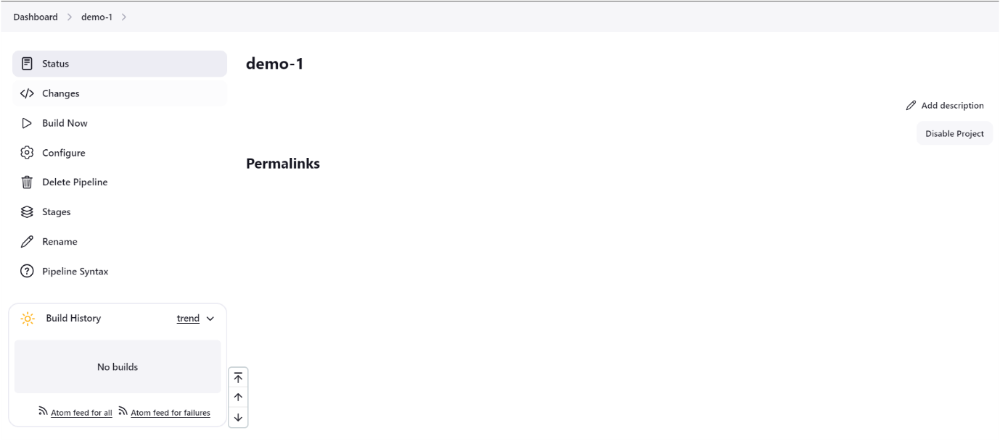 Dashboard demo-1
Status
Changes
Build Now
Configure
Delete Pipeline
Stages
Rename
Pipeline Syntax
Build History trend
No builds
Atom feed for all Atom feed for failures
demo-1
Add description
Disable Project
Permalinks